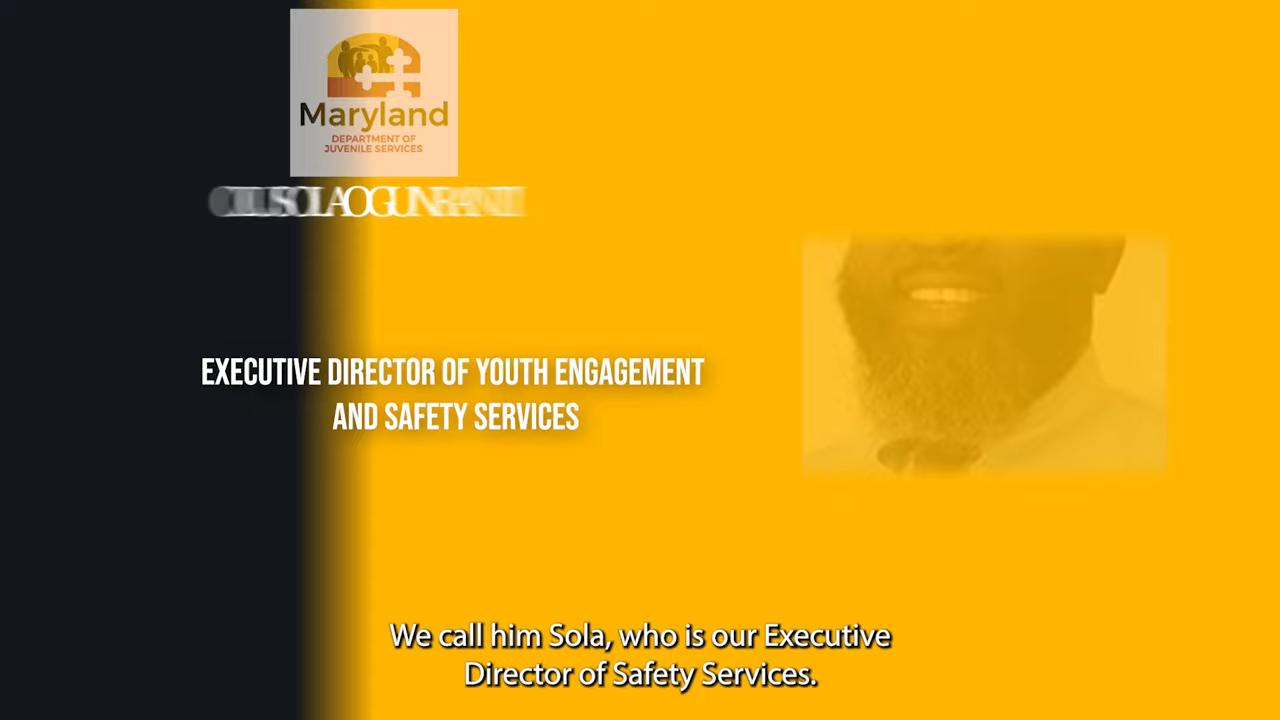 Maryland
DEPARTMENT OF
JUVENILE SERVICES
EXECUTIVE DIRECTOR OF YOUTH ENGAGEMENT
AND SAFETY SERVICES
We call him Sola, who is our Executive
Director of Safety Services.